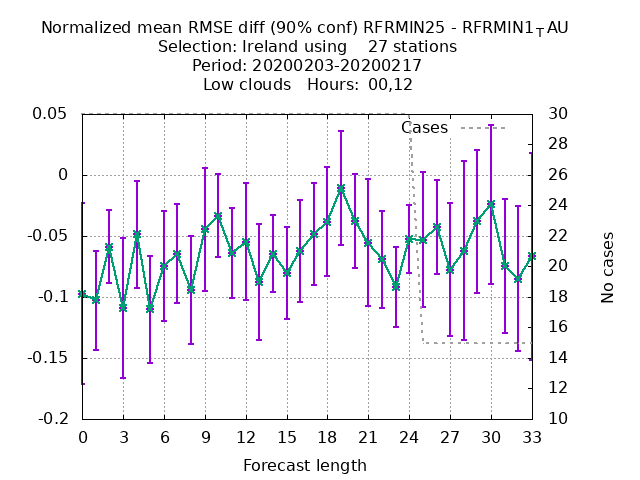 Normalized mean RMSE diff (90% conf) RFRMIN25 - RFRMIN1_TAU
Selection: Ireland using    27 stations
Period: 20200203-20200217
Low clouds   Hours:  00,12
Cases
0.05
0
-0.05
-0.1
-0.15
-0.2
30
28
26
24
22
20
18
16
14
12
10
No cases
0 3 6 9 12 15 18 21 24 27 30 33
Forecast length